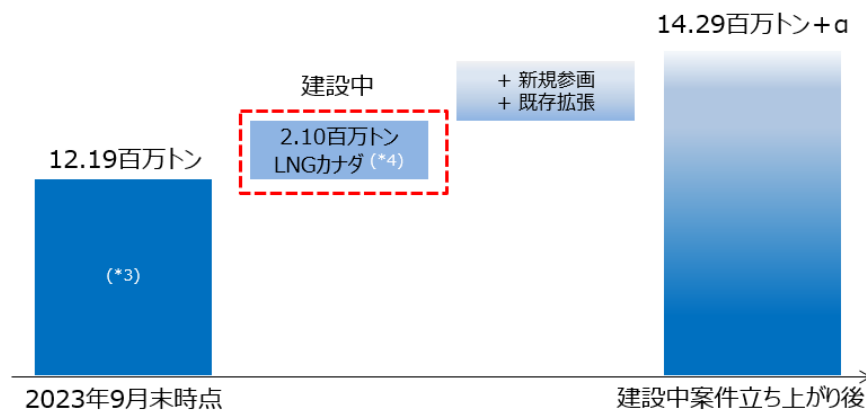 14.29百万トン+α
建設中
+ 新規参画
+ 既存拡張
2.10百万トン
LNGカナダ (*4)
12.19百万トン
(*3)
2023年9月末時点
建設中案件立ち上がり後